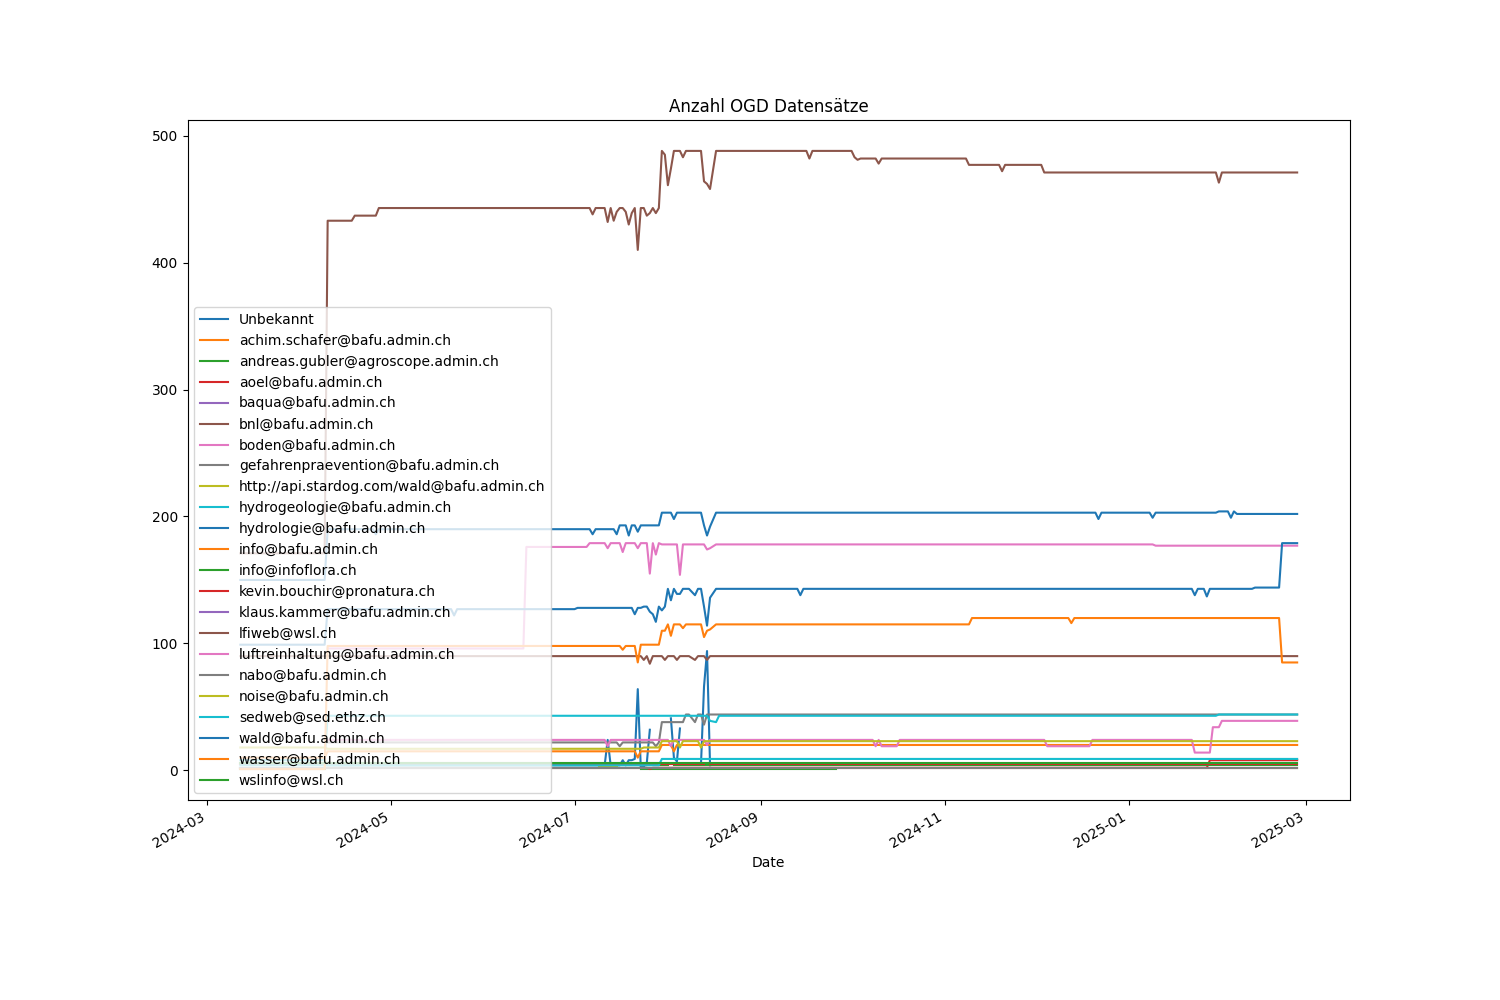 Anzahl OGD Datensätze
500
400
300
200
100
0
Unbekannt
achim.schafer@bafu.admin.ch
andreas.gubler@agroscope.admin.ch
aoel@bafu.admin.ch
baqua@bafu.admin.ch
bnl@bafu.admin.ch
boden@bafu.admin.ch
gefahrenpraevention@bafu.admin.ch
http://api.stardog.com/wald@bafu.admin.ch
hydrogeologie@bafu.admin.ch
hydrologie@bafu.admin.ch
info@bafu.admin.ch
info@infoflora.ch
kevin.bouchir@pronatura.ch
klaus.kammer@bafu.admin.ch
lfiweb@wsl.ch
luftreinhaltung@bafu.admin.ch
nabo@bafu.admin.ch
noise@bafu.admin.ch
sedweb@sed.ethz.ch
wald@bafu.admin.ch
wasser@bafu.admin.ch
wslinfo@wsl.ch
2024-03
2024-05
2024-07
2024-09
2024-11
2025-01
2025-03
Date